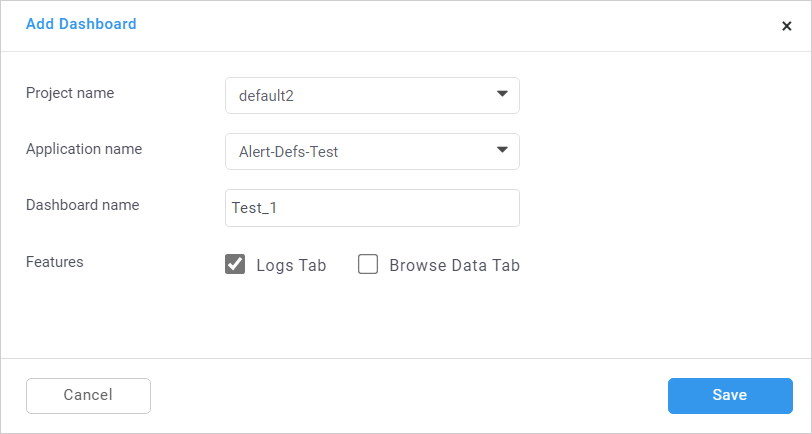 Add Dashboard ×
Project name default2
Application name Alert-Defs-Test
Dashboard name Test_1
Features Logs Tab Browse Data Tab
Cancel Save